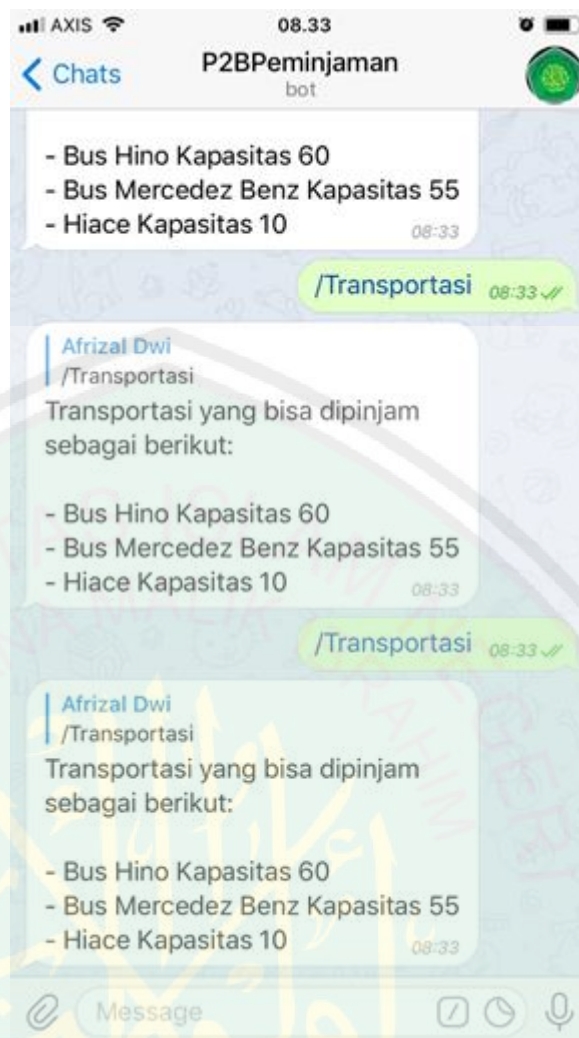 AXIS 08.33
Chats P2BPeminjaman
bot
- Bus Hino Kapasitas 60
- Bus Mercedez Benz Kapasitas 55
- Hiace Kapasitas 10 08:33
/Transportasi 08:33
Afrizal Dwi
/Transportasi
Transportasi yang bisa dipinjam
sebagai berikut:
- Bus Hino Kapasitas 60
- Bus Mercedez Benz Kapasitas 55
- Hiace Kapasitas 10 08:33
/Transportasi 08:33
Afrizal Dwi
/Transportasi
Transportasi yang bisa dipinjam
sebagai berikut:
- Bus Hino Kapasitas 60
- Bus Mercedez Benz Kapasitas 55
- Hiace Kapasitas 10 08:33
Message